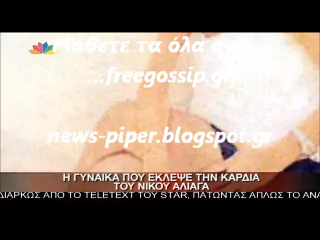 Μάθετε τα όλα
...freegossip.gr
news-piper.blogspot.gr
Η ΓΥΝΑΙΚΑ ΠΟΥ ΕΚΛΕΨΕ ΤΗΝ ΚΑΡΔΙΑ
ΤΟΥ ΝΙΚΟΥ ΑΛΙΑΓΑ
ΔΙΑΡΚΩΣ ΑΠΟ ΤΟ TELETEXT ΤΟΥ STAR, ΠΑΤΩΝΤΑΣ ΑΠΛΩΣ ΤΟ ΑΝΑ